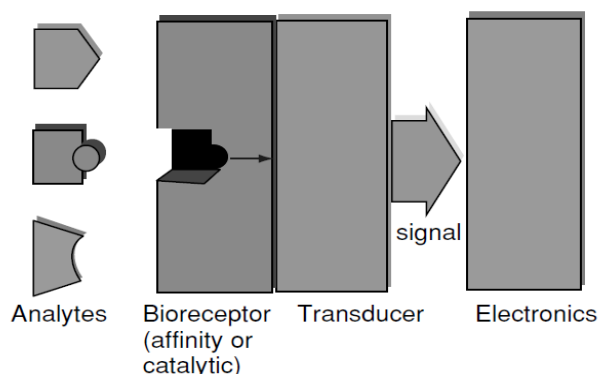 signal
Analytes Bioreceptor Transducer Electronics
(affinity or
catalytic)